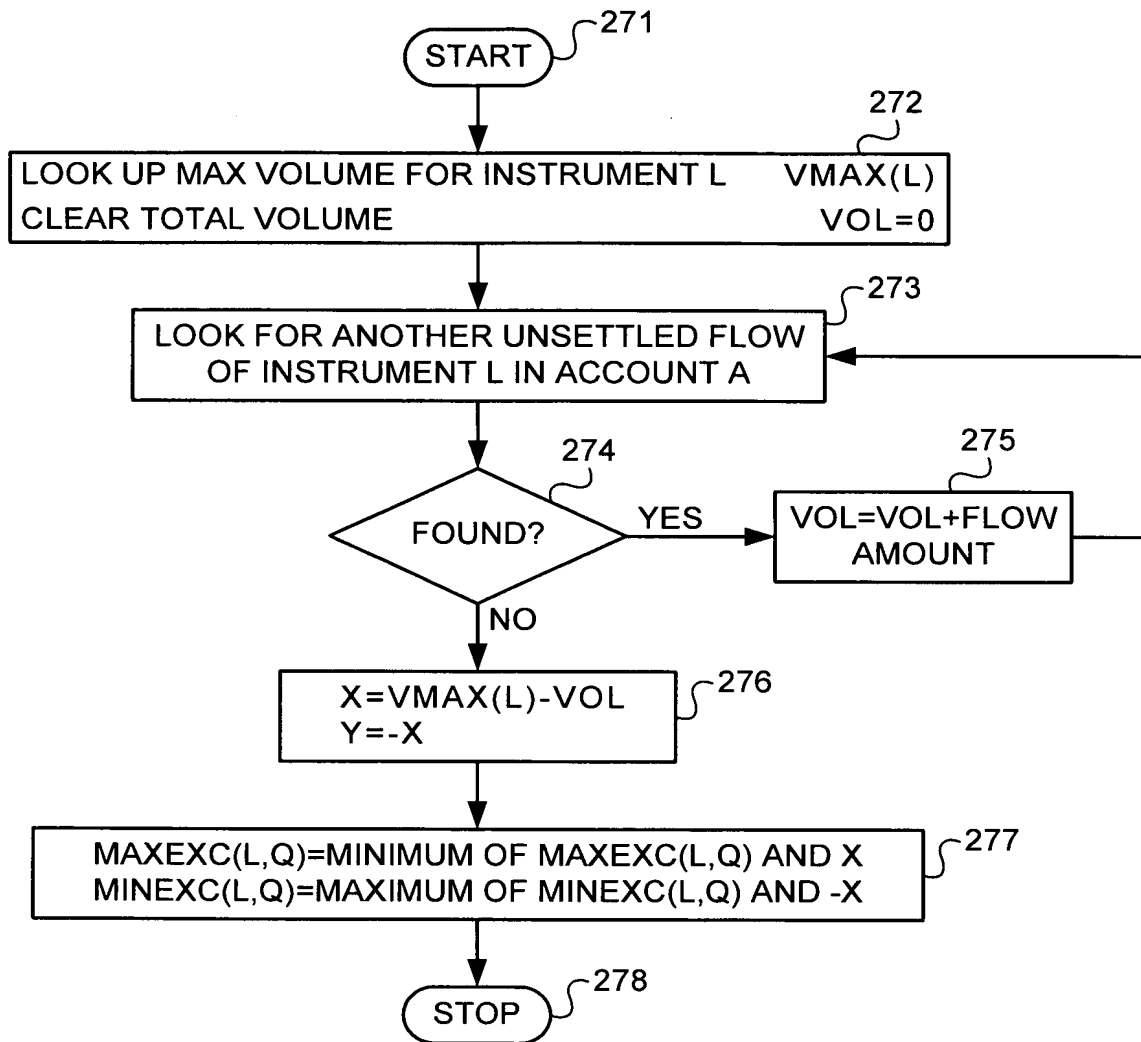 271
START
272
LOOK UP MAX VOLUME FOR INSTRUMENT L VMAX(L)
CLEAR TOTAL VOLUME VOL=0
273
LOOK FOR ANOTHER UNSETTLED FLOW
OF INSTRUMENT L IN ACCOUNT A
274
FOUND?
YES
275
VOL=VOL+FLOW
AMOUNT
NO
276
X=VMAX(L)-VOL
Y=-X
277
MAXEXC(L,Q)=MINIMUM OF MAXEXC(L,Q) AND X
MINEXC(L,Q)=MAXIMUM OF MINEXC(L,Q) AND -X
278
STOP